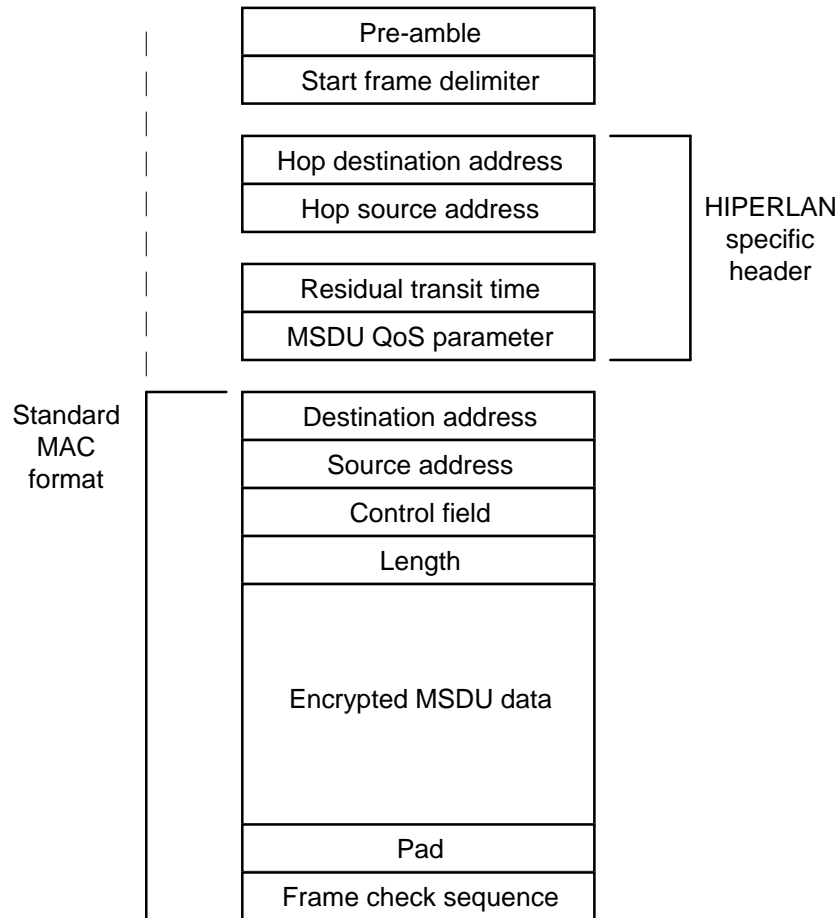 Pre-amble
Start frame delimiter
Hop destination address
Hop source address
HIPERLAN
specific
header
Residual transit time
MSDU QoS parameter
Standard
MAC
format
Destination address
Source address
Control field
Length
Encrypted MSDU data
Pad
Frame check sequence